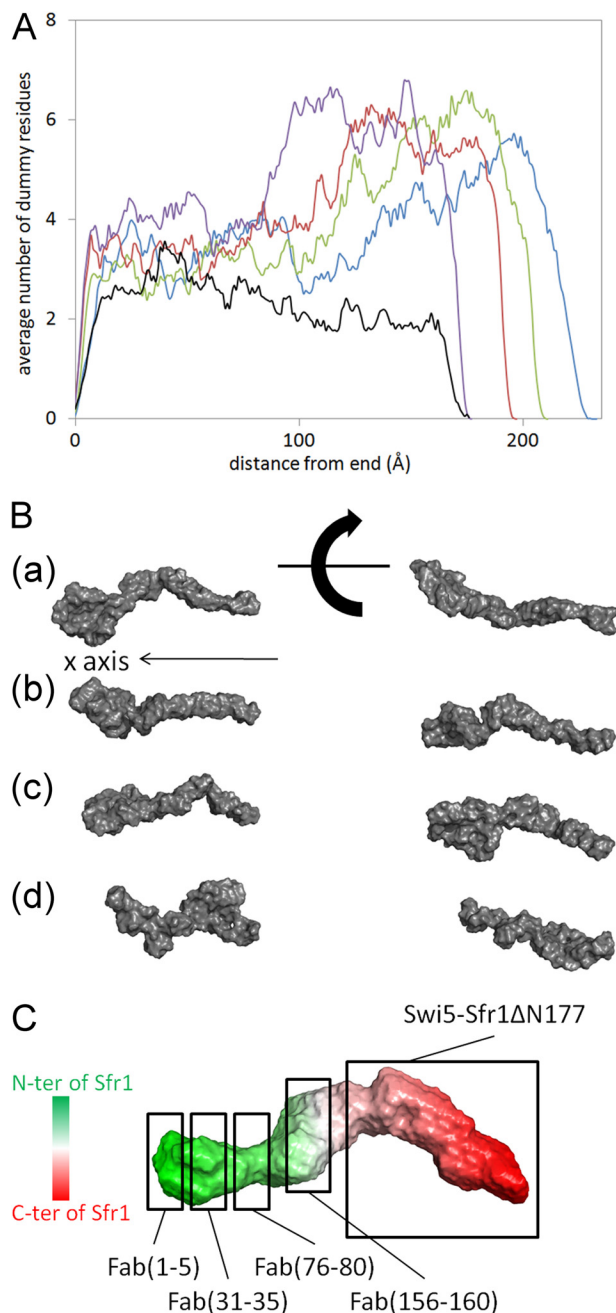 A
8
6
4
2
0
average number of dummy residues
0 100 200
distance from end (Å)
B
(a)
x axis
(b)
(c)
(d)
C
Swi5-Sfr1ΔN177
N-ter of Sfr1
C-ter of Sfr1
Fab(1-5) Fab(76-80)
Fab(31-35) Fab(156-160)